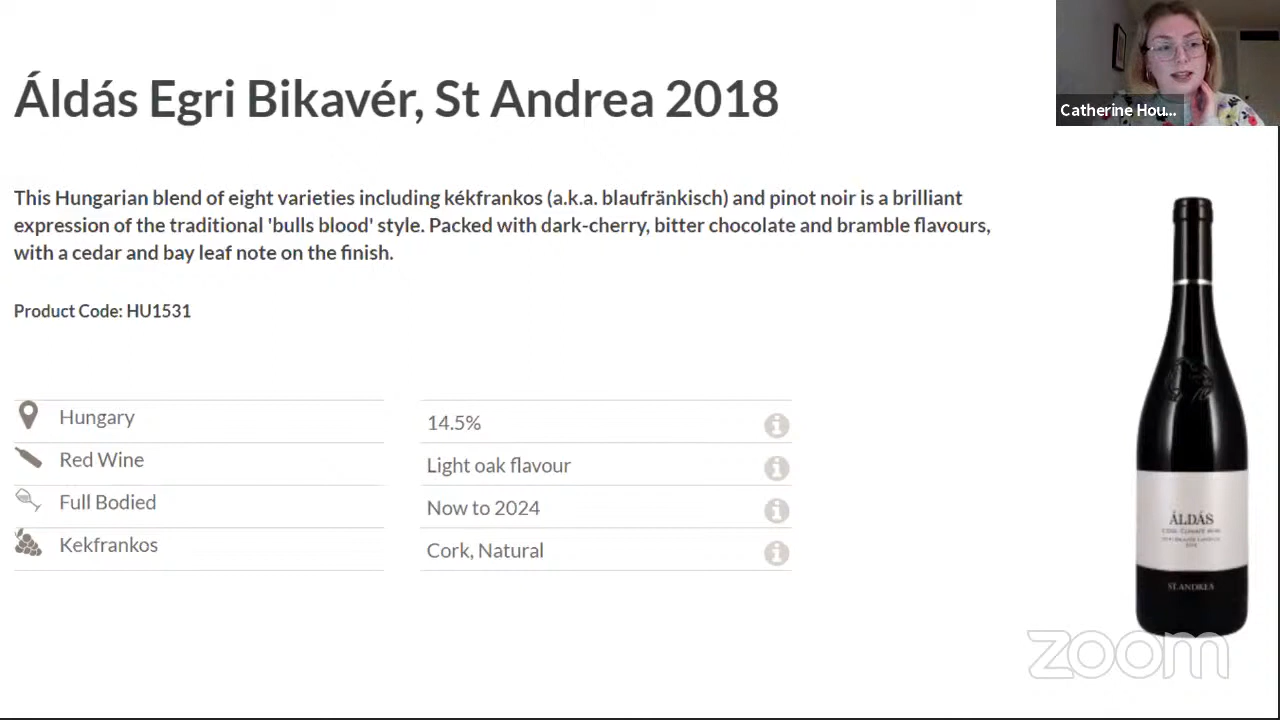 Áldás Egri Bikavér, St Andrea 2018
Catherine Hou...
This Hungarian blend of eight varieties including kékfrankos (a.k.a. blaufränkisch) and pinot noir is a brilliant
expression of the traditional 'bulls blood' style. Packed with dark-cherry, bitter chocolate and bramble flavours,
with a cedar and bay leaf note on the finish.
Product Code: HU1531
Hungary
Red Wine
Full Bodied
Kekfrankos
14.5%
Light oak flavour
Now to 2024
Cork, Natural
ÁLDÁS
ST. ANDREA
zoom